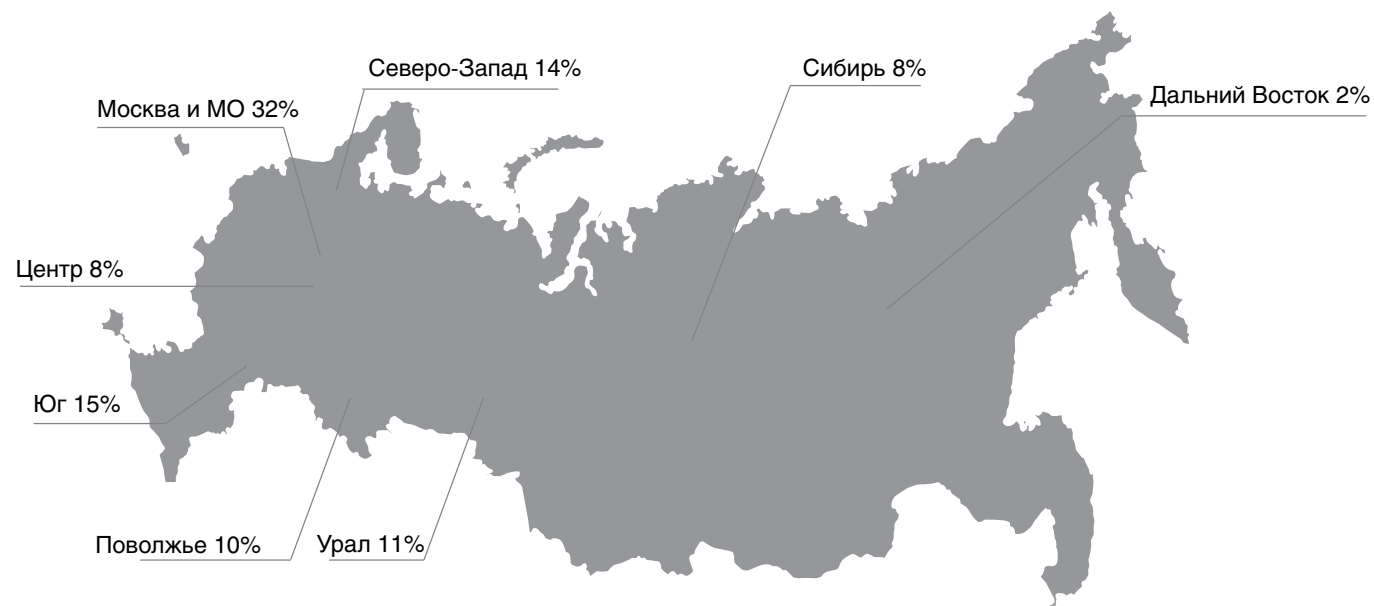 Северо-Запад 14%
Сибирь 8%
Дальний Восток 2%
Москва и МО 32%
Центр 8%
Юг 15%
Поволжье 10%
Урал 11%